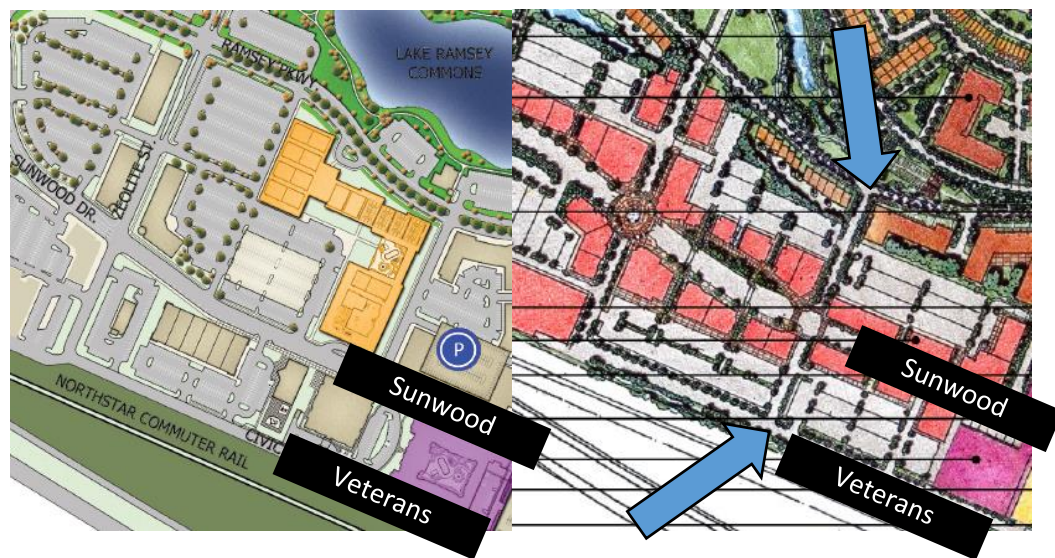 LAKE RAMSEY
COMMONS
RAMSEY PKWY.
ZEOLITE ST.
SUNWOOD DR.
P
NORTHSTAR COMMUTER RAIL
CIVIC
Sunwood
Veterans
Sunwood
Veterans